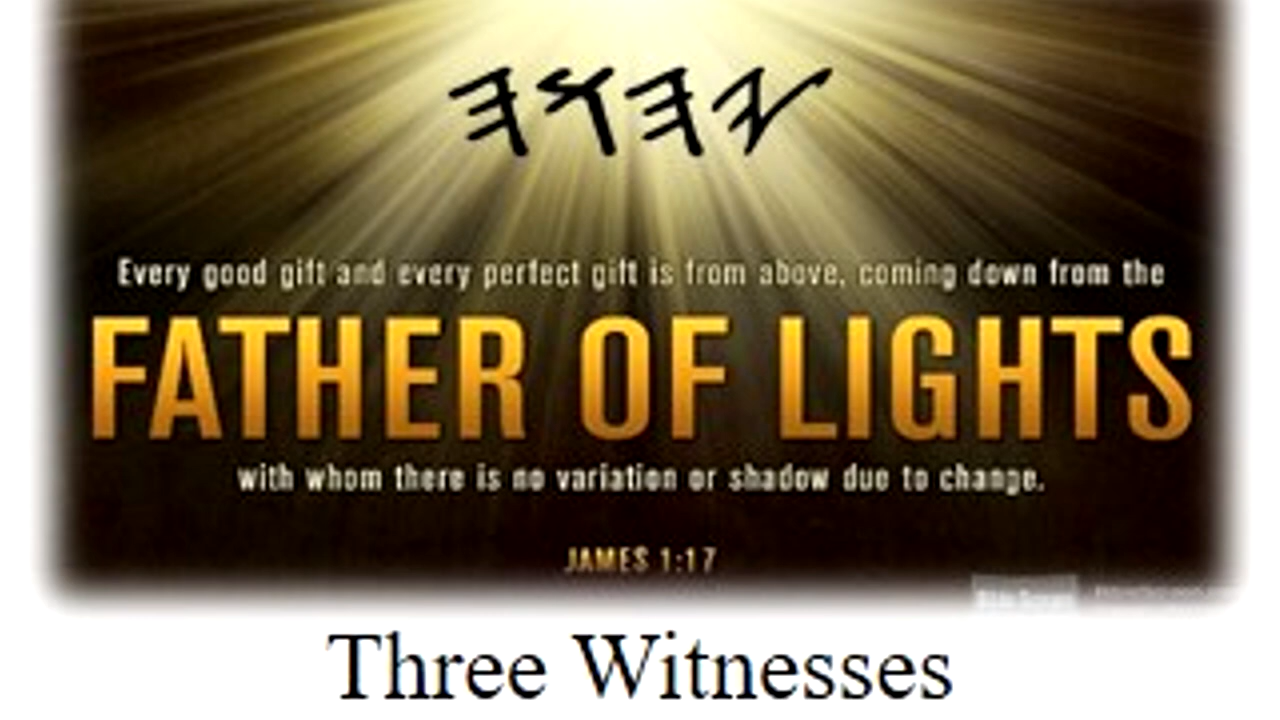 𐤉𐤄𐤅𐤄
Every good gift and every perfect gift is from above, coming down from the
FATHER OF LIGHTS
with whom there is no variation or shadow due to change.
JAMES 1:17
Three Witnesses